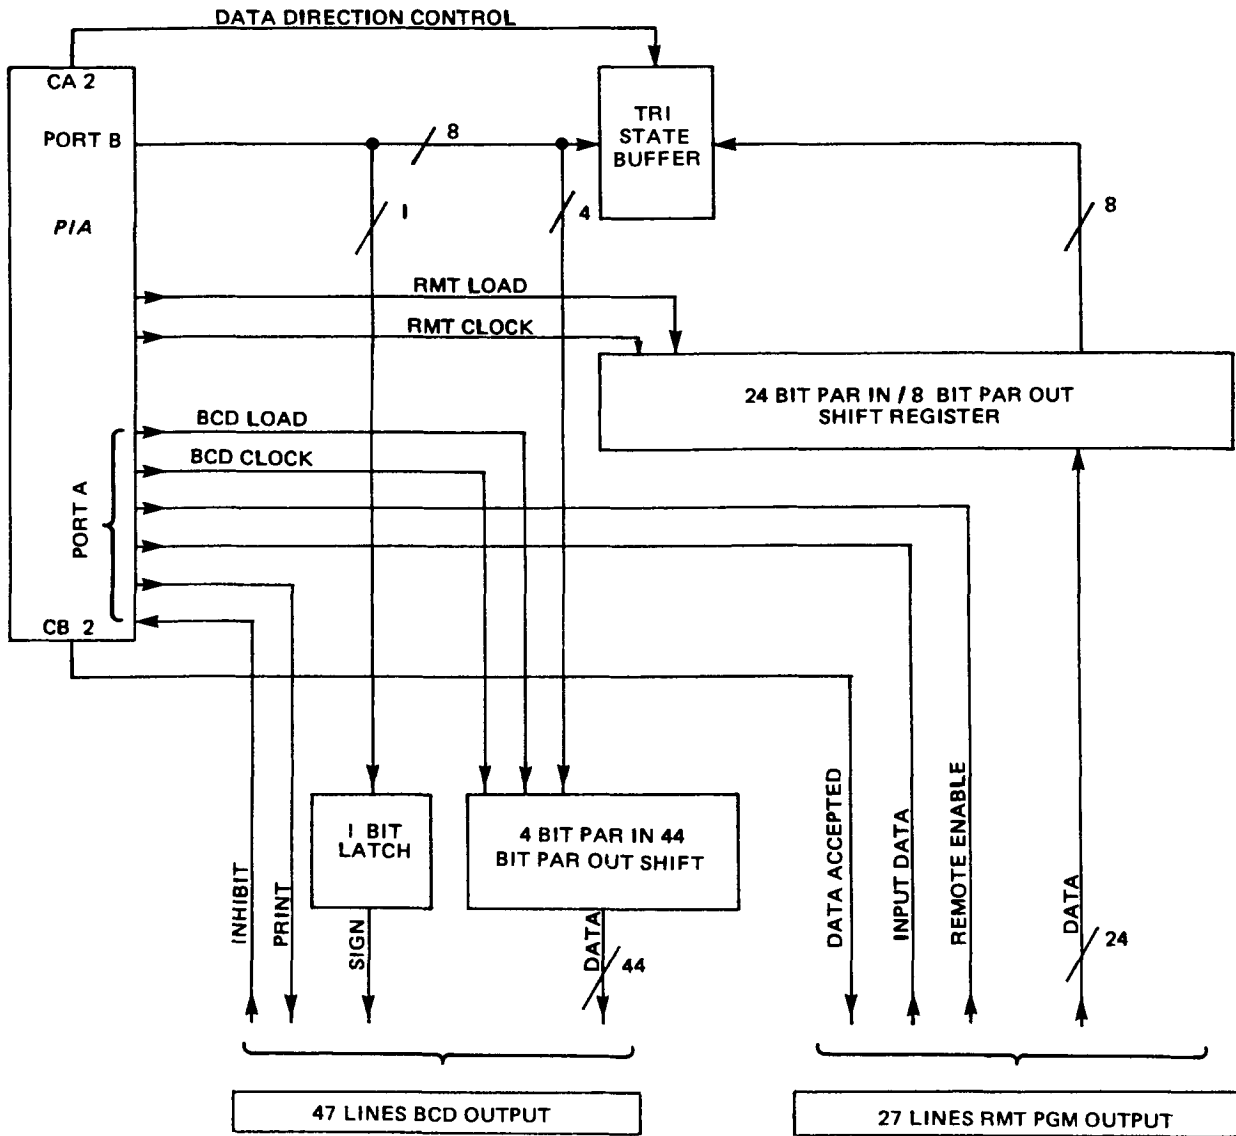 DATA DIRECTION CONTROL
CA 2
PORT B
8
TRI
STATE
BUFFER
1
4
8
PIA
RMT LOAD
RMT CLOCK
24 BIT PAR IN / 8 BIT PAR OUT
SHIFT REGISTER
BCD LOAD
BCD CLOCK
PORT A
CB 2
1 BIT
LATCH
4 BIT PAR IN 44
BIT PAR OUT SHIFT
INHIBIT
PRINT
SIGN
DATA
44
DATA ACCEPTED
INPUT DATA
REMOTE ENABLE
DATA
24
47 LINES BCD OUTPUT
27 LINES RMT PGM OUTPUT